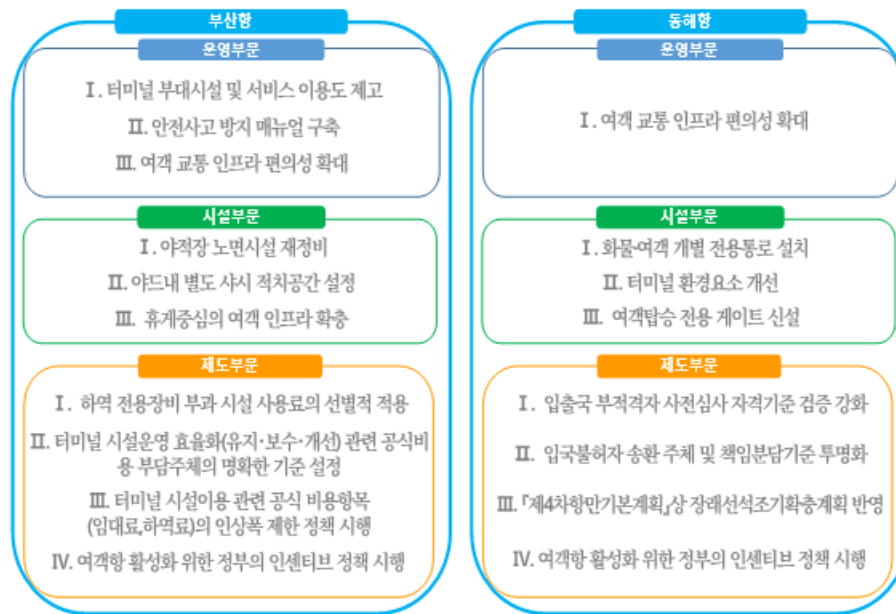 부산항
운영부문
Ⅰ. 터미널 부대시설 및 서비스 이용도 제고
Ⅱ. 안전사고 방지 매뉴얼 구축
Ⅲ. 여객 교통 인프라 편의성 확대
시설부문
Ⅰ. 야적장 노면시설 재정비
Ⅱ. 야드내 별도 샤시 적치공간 설정
Ⅲ. 휴게중심의 여객 인프라 확충
제도부문
Ⅰ. 하역 전용장비 부과 시설 사용료의 선별적 적용
Ⅱ. 터미널 시설운영 효율화(유지·보수·개선) 관련 공식비
용 부담주체의 명확한 기준 설정
Ⅲ. 터미널 시설이용 관련 공식 비용항목
(임대료,하역료)의 인상폭 제한 정책 시행
Ⅳ. 여객항 활성화 위한 정부의 인센티브 정책 시행
동해항
운영부문
Ⅰ. 여객 교통 인프라 편의성 확대
시설부문
Ⅰ. 화물·여객 개별 전용통로 설치
Ⅱ. 터미널 환경요소 개선
Ⅲ. 여객탑승 전용 게이트 신설
제도부문
Ⅰ. 입출국 부적격자 사전심사 자격기준 검증 강화
Ⅱ. 입국불허자 송환 주체 및 책임분담기준 투명화
Ⅲ.『제4차항만기본계획』상 장래선석조기확충계획 반영
Ⅳ. 여객항 활성화 위한 정부의 인센티브 정책 시행